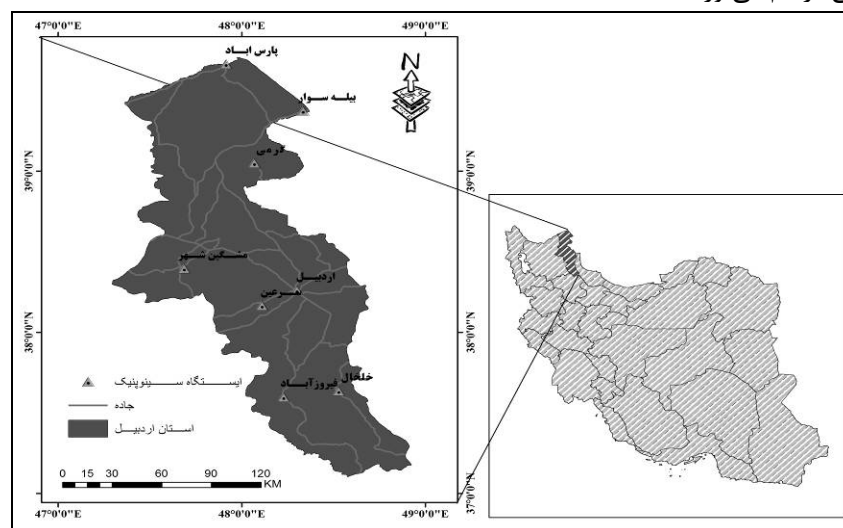 47°0'0"E 48°0'0"E 49°0'0"E
پارس اباد
N
بیله سوار
39°0'0"N 39°0'0"N
گرمی
مشگین شهر
اردبیل
سرعین
38°0'0"N 38°0'0"N
خلخال
فیروزآباد
ایستگاه سینوپتیک
جاده
استان اردبیل
0 15 30 60 90 120
KM
37°0'0"N
47°0'0"E 48°0'0"E 49°0'0"E